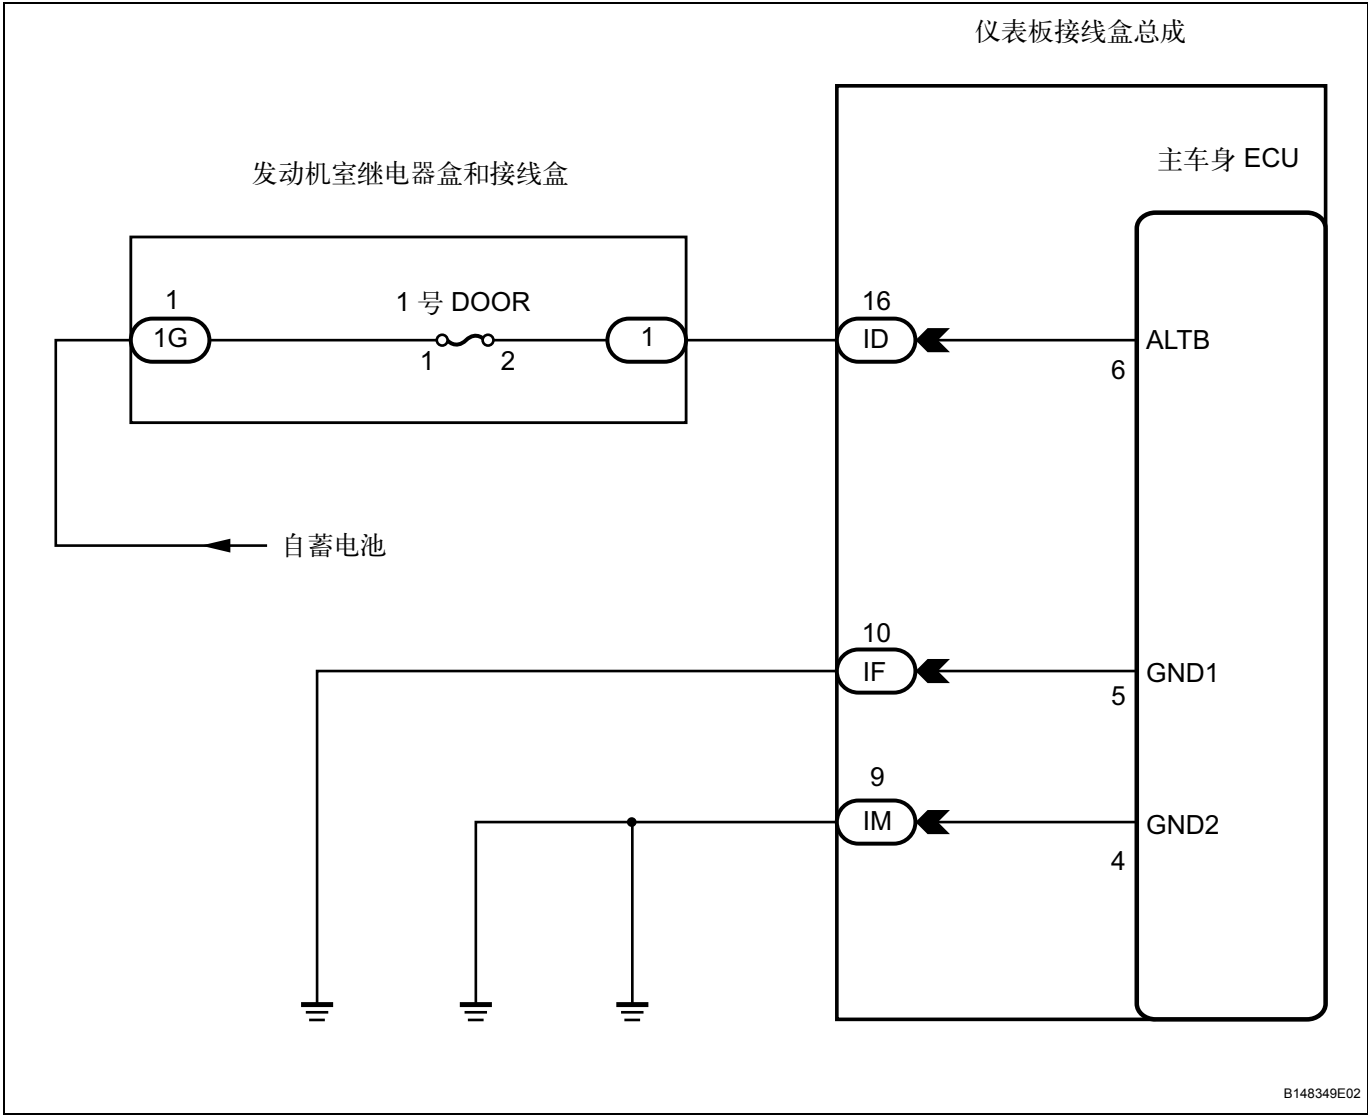 仪表板接线盒总成
主车身 ECU
发动机室继电器盒和接线盒
1
1 号 DOOR
16
1G
1
ID
ALTB
1
2
6
自蓄电池
10
IF
GND1
5
9
IM
GND2
4
B148349E02